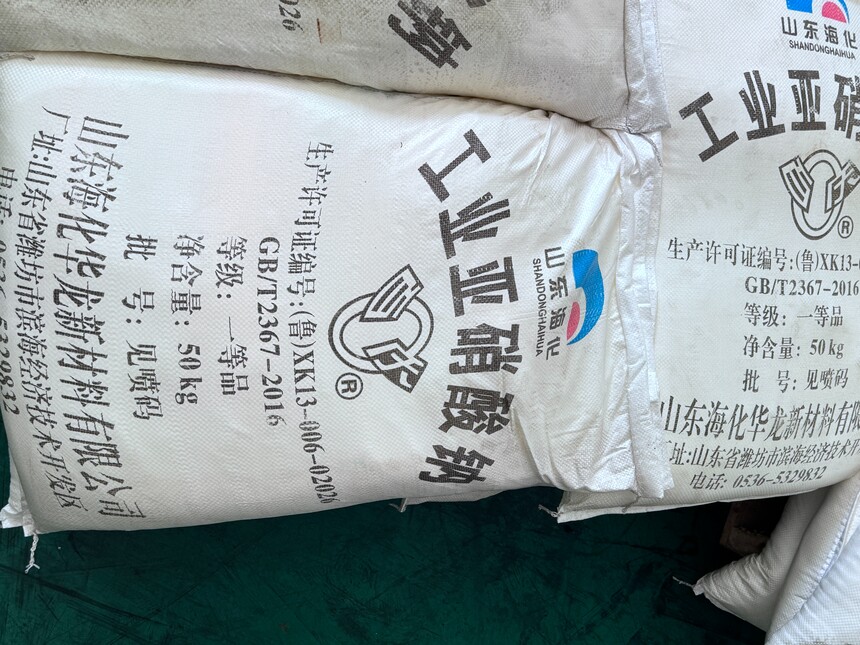 山东海化
SHANDONGHAIHUA
工业亚硝酸钠
®
生产许可证编号:(鲁)XK13-006-02026
GB/T2367-2016
等级: 一等品
净含量: 50kg
批 号: 见喷码
山东海化华龙新材料有限公司
厂址:山东省潍坊市滨海经济技术开发区
电话: 0536-5329832
山东海化
SHANDONGHAIHUA
工业亚硝
®
生产许可证编号:(鲁)XK13-0
GB/T2367-2016
等级: 一等品
净含量: 50kg
批 号: 见喷码
山东海化华龙新材料有限
址:山东省潍坊市滨海经济技术开
电话: 0536-5329832
026
钠